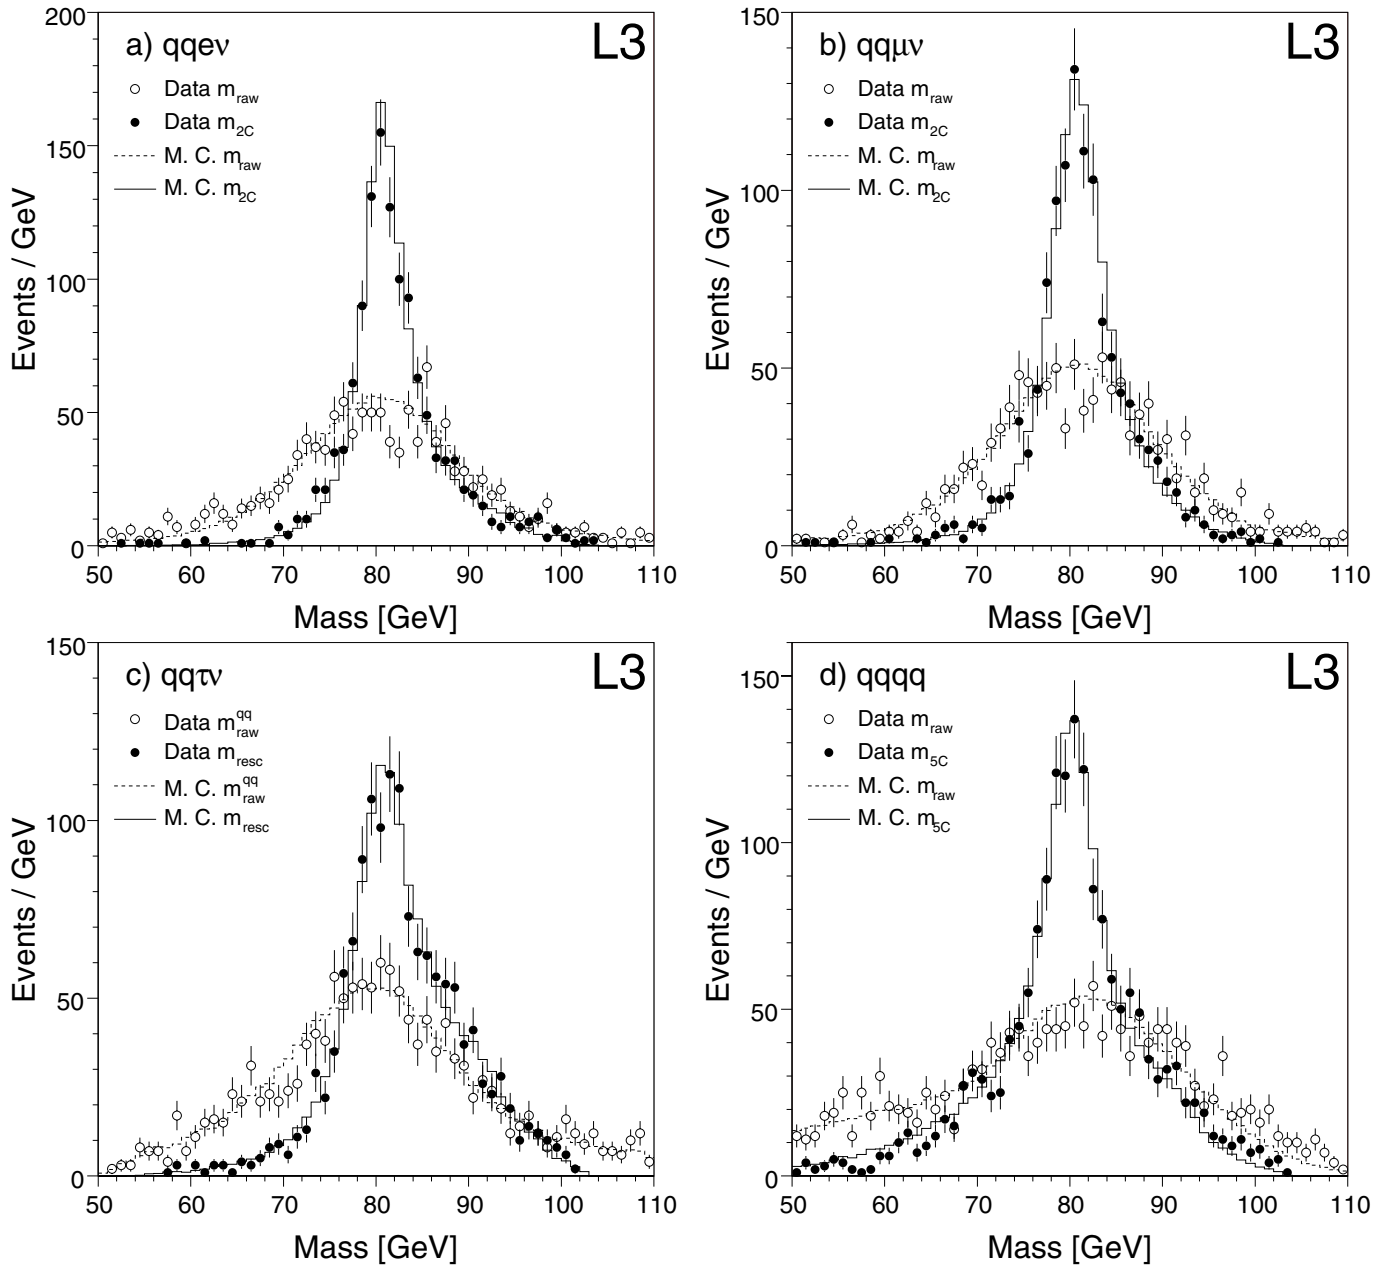 a) qqeν
L3
Data m_raw
Data m_2C
M. C. m_raw
M. C. m_2C
Events / GeV
0
50
100
150
200
50 60 70 80 90 100 110
Mass [GeV]
b) qqμν
L3
Data m_raw
Data m_2C
M. C. m_raw
M. C. m_2C
Events / GeV
0
50
100
150
50 60 70 80 90 100 110
Mass [GeV]
c) qqτν
L3
Data m_raw^qq
Data m_resc
M. C. m_raw^qq
M. C. m_resc
Events / GeV
0
50
100
150
50 60 70 80 90 100 110
Mass [GeV]
d) qqqq
L3
Data m_raw
Data m_5C
M. C. m_raw
M. C. m_5C
Events / GeV
0
50
100
150
50 60 70 80 90 100 110
Mass [GeV]